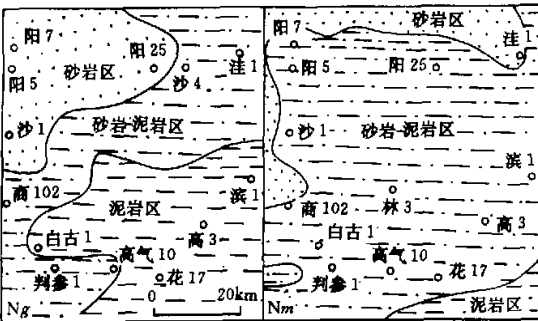 阳7
阳25
洼1
阳5
砂岩区
沙4
沙1
砂岩-泥岩区
滨1
商102
泥岩区
高3
白古1
高气10
判参1
花17
0 20km
Ng
阳7
洼1
阳5
阳25
沙1
砂岩-泥岩区
滨1
商102
林3
高3
白古1
高气10
判参1
花17
泥岩区
Nm